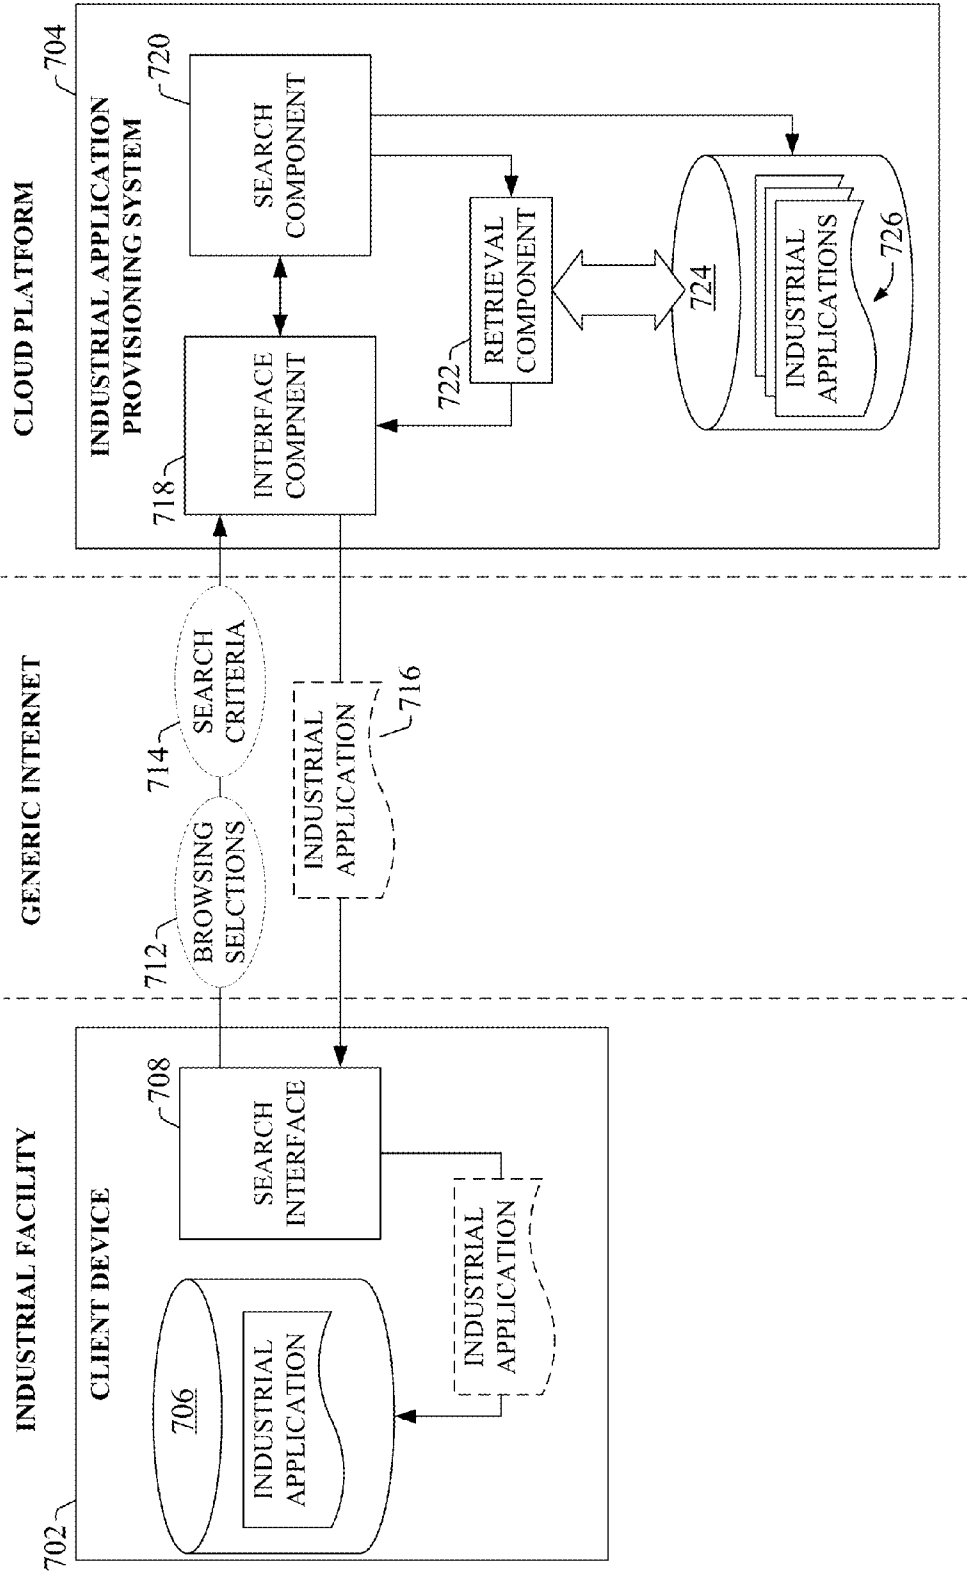 INDUSTRIAL FACILITY
GENERIC INTERNET
CLOUD PLATFORM
702
CLIENT DEVICE
706
INDUSTRIAL
APPLICATION
708
SEARCH
INTERFACE
INDUSTRIAL
APPLICATION
712
BROWSING
SELCTIONS
714
SEARCH
CRITERIA
INDUSTRIAL
APPLICATION
716
704
INDUSTRIAL APPLICATION
PROVISIONING SYSTEM
718
INTERFACE
COMPNENT
720
SEARCH
COMPONENT
722
RETRIEVAL
COMPONENT
724
INDUSTRIAL
APPLICATIONS
726